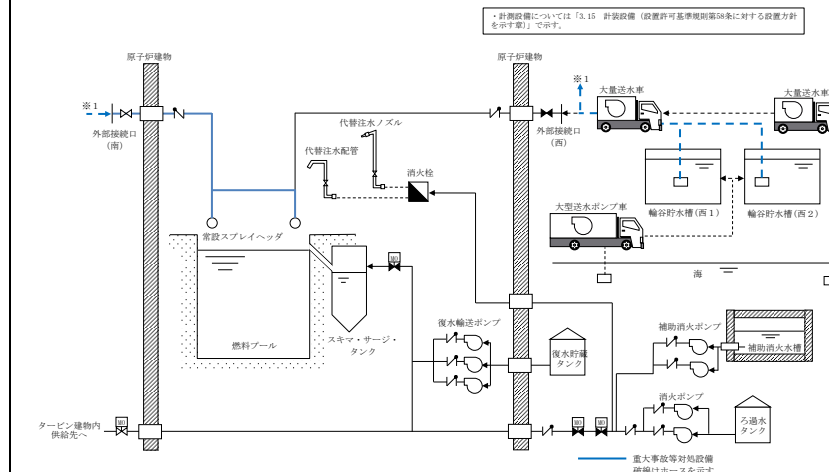 ・計測設備については「3.15　計装設備（設置許可基準規則第58条に対する設置方針
を示す章）」で示す。
原子炉建物
原子炉建物
※1
※1
大量送水車
大量送水車
外部接続口
(南)
外部接続口
(西)
代替注水ノズル
代替注水配管
消火栓
輪谷貯水槽(西1)
輪谷貯水槽(西2)
大型送水ポンプ車
常設スプレイヘッダ
海
MO
燃料プール
スキマ・サージ・
タンク
復水輸送ポンプ
復水貯蔵
タンク
補助消火ポンプ
補助消火水槽
消火ポンプ
ろ過水
タンク
タービン建物内
供給先へ
MO
MO
MO
重大事故等対処設備
破線はホースを示す